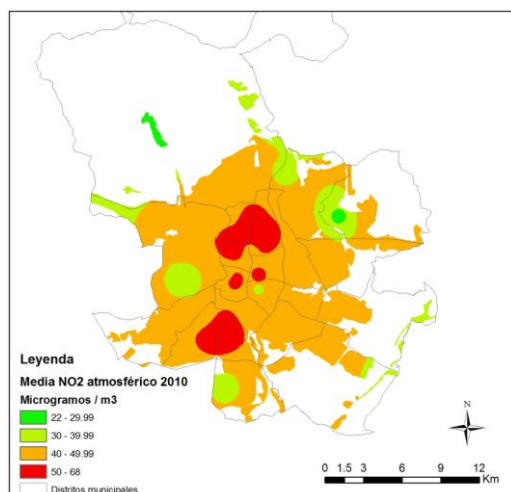 Leyenda
Media NO2 atmosférico 2010
Microgramos / m3
22 - 29.99
30 - 39.99
40 - 49.99
50 - 68
Distritos municipales
N
0 1.5 3 6 9 12
Km